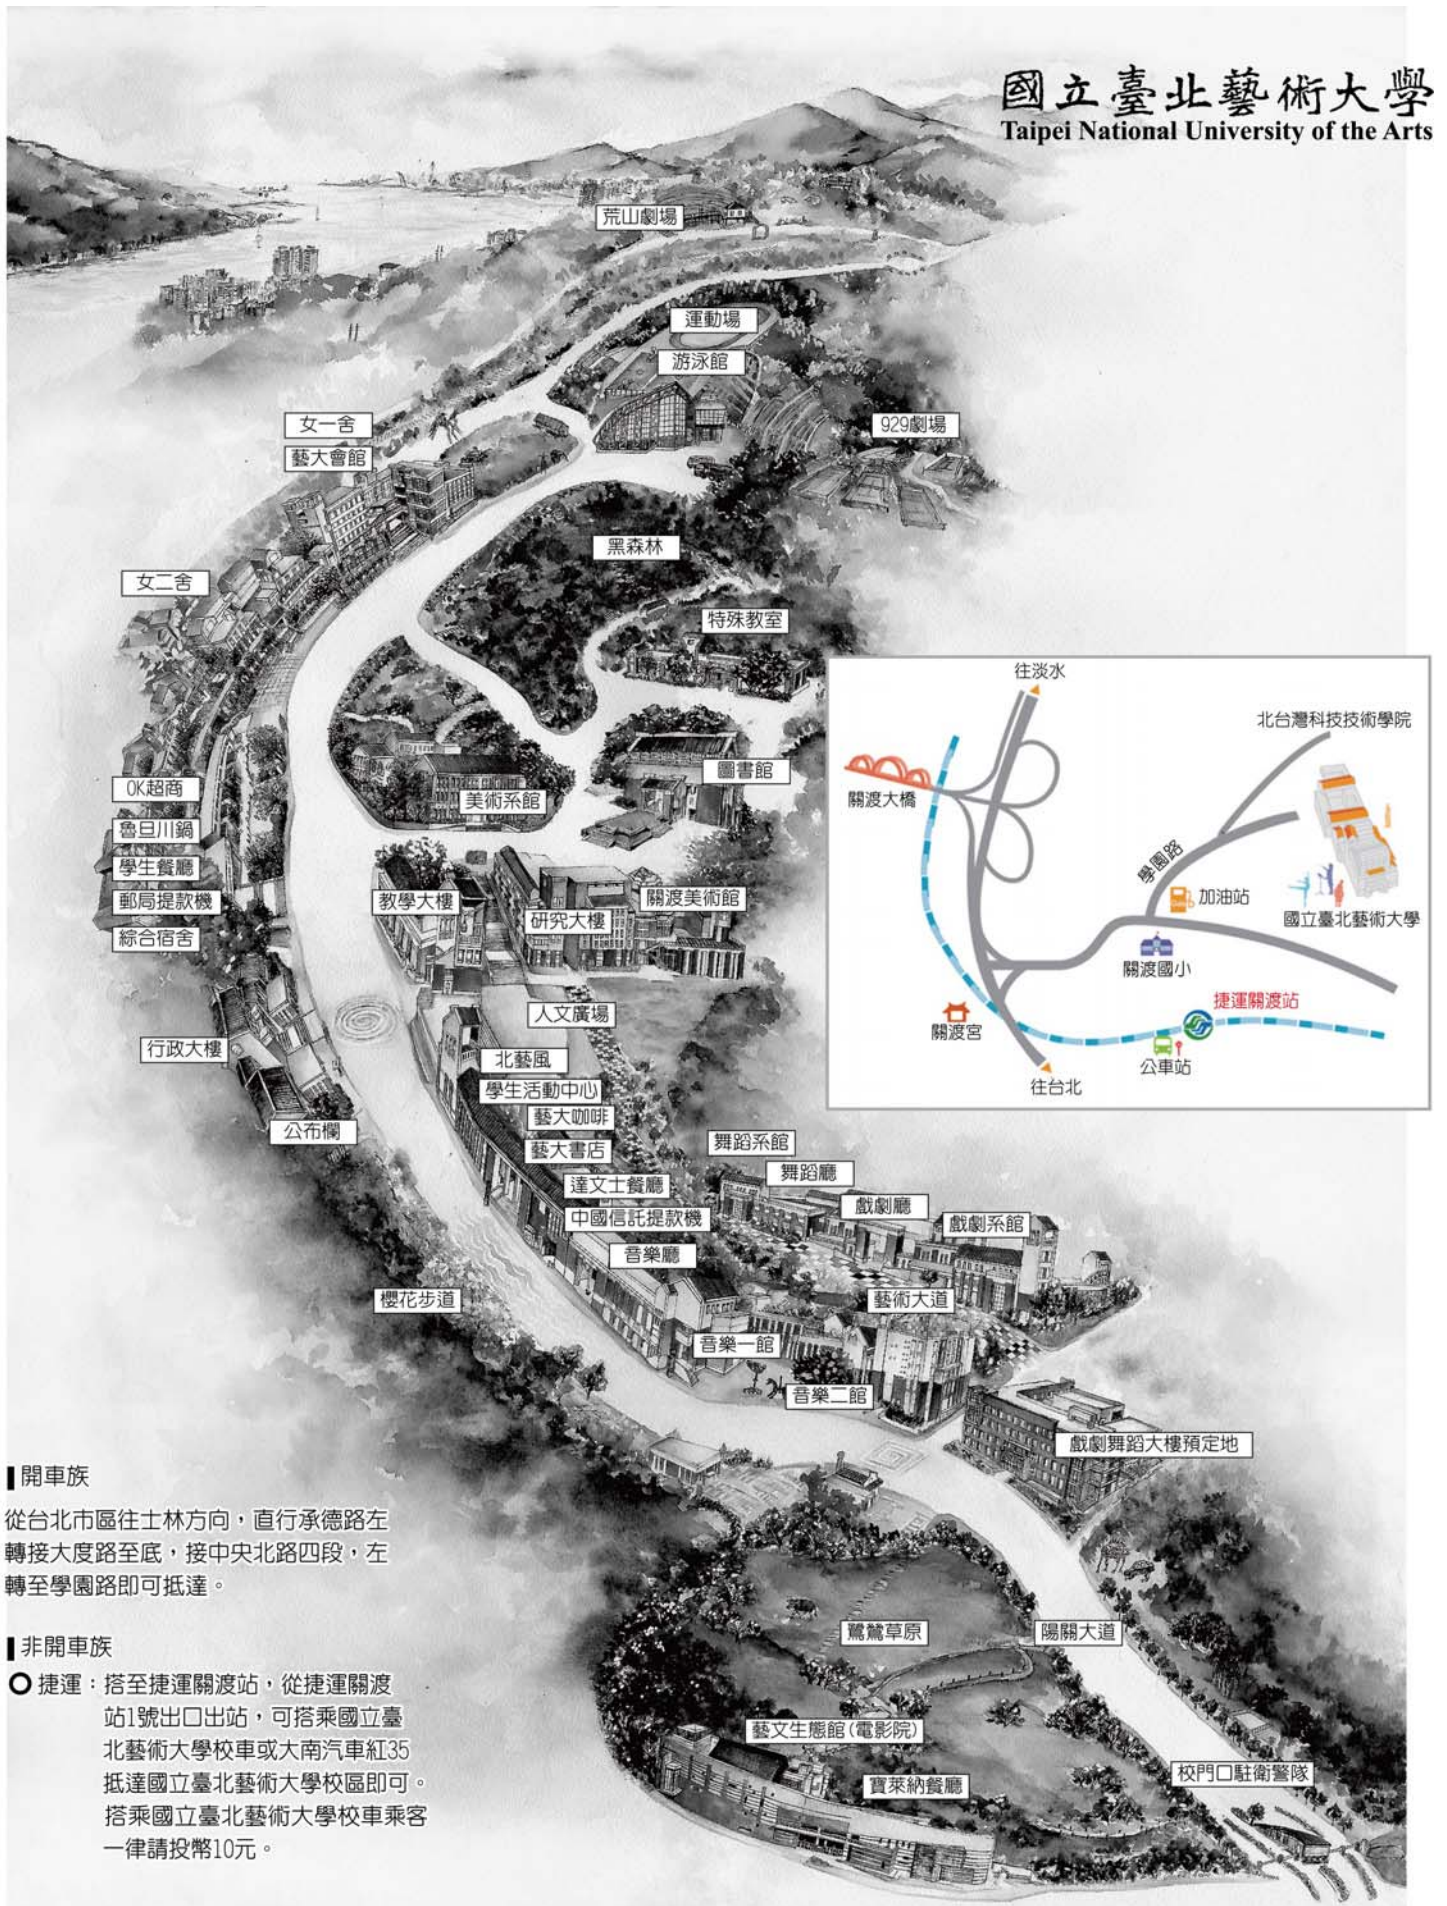 國立臺北藝術大學
Taipei National University of the Arts
荒山劇場
運動場
游泳館
女一舍
929劇場
藝大會館
黑森林
女二舍
特殊教室
圖書館
OK超商
美術系館
魯旦川鍋
學生餐廳
郵局提款機
綜合宿舍
教學大樓
研究大樓
關渡美術館
人文廣場
行政大樓
北藝風
學生活動中心
藝大咖啡
公布欄
藝大書店
達文士餐廳
中國信託提款機
音樂廳
舞蹈系館
舞蹈廳
戲劇廳
戲劇系館
櫻花步道
藝術大道
音樂一館
音樂二館
戲劇舞蹈大樓預定地
鷺鷥草原
陽關大道
藝文生態館(電影院)
寶萊納餐廳
校門口駐衛警隊
往淡水
北台灣科技技術學院
關渡大橋
學園路
加油站
國立臺北藝術大學
關渡國小
捷運關渡站
關渡宮
公車站
往台北
開車族
從台北市區往士林方向，直行承德路左
轉接大度路至底，接中央北路四段，左
轉至學園路即可抵達。
非開車族
捷運：搭至捷運關渡站，從捷運關渡
站1號出口出站，可搭乘國立臺
北藝術大學校車或大南汽車紅35
抵達國立臺北藝術大學校區即可。
搭乘國立臺北藝術大學校車乘客
一律請投幣10元。